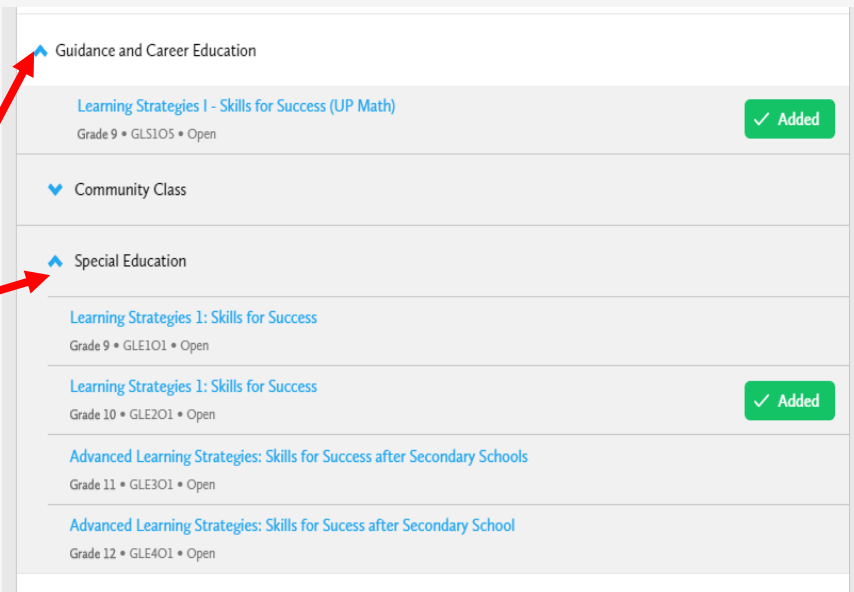 Guidance and Career Education
Learning Strategies I - Skills for Success (UP Math)
Grade 9 • GLS1O5 • Open
Added
Community Class
Special Education
Learning Strategies 1: Skills for Success
Grade 9 • GLE1O1 • Open
Learning Strategies 1: Skills for Success
Grade 10 • GLE2O1 • Open
Added
Advanced Learning Strategies: Skills for Success after Secondary Schools
Grade 11 • GLE3O1 • Open
Advanced Learning Strategies: Skills for Sucess after Secondary School
Grade 12 • GLE4O1 • Open